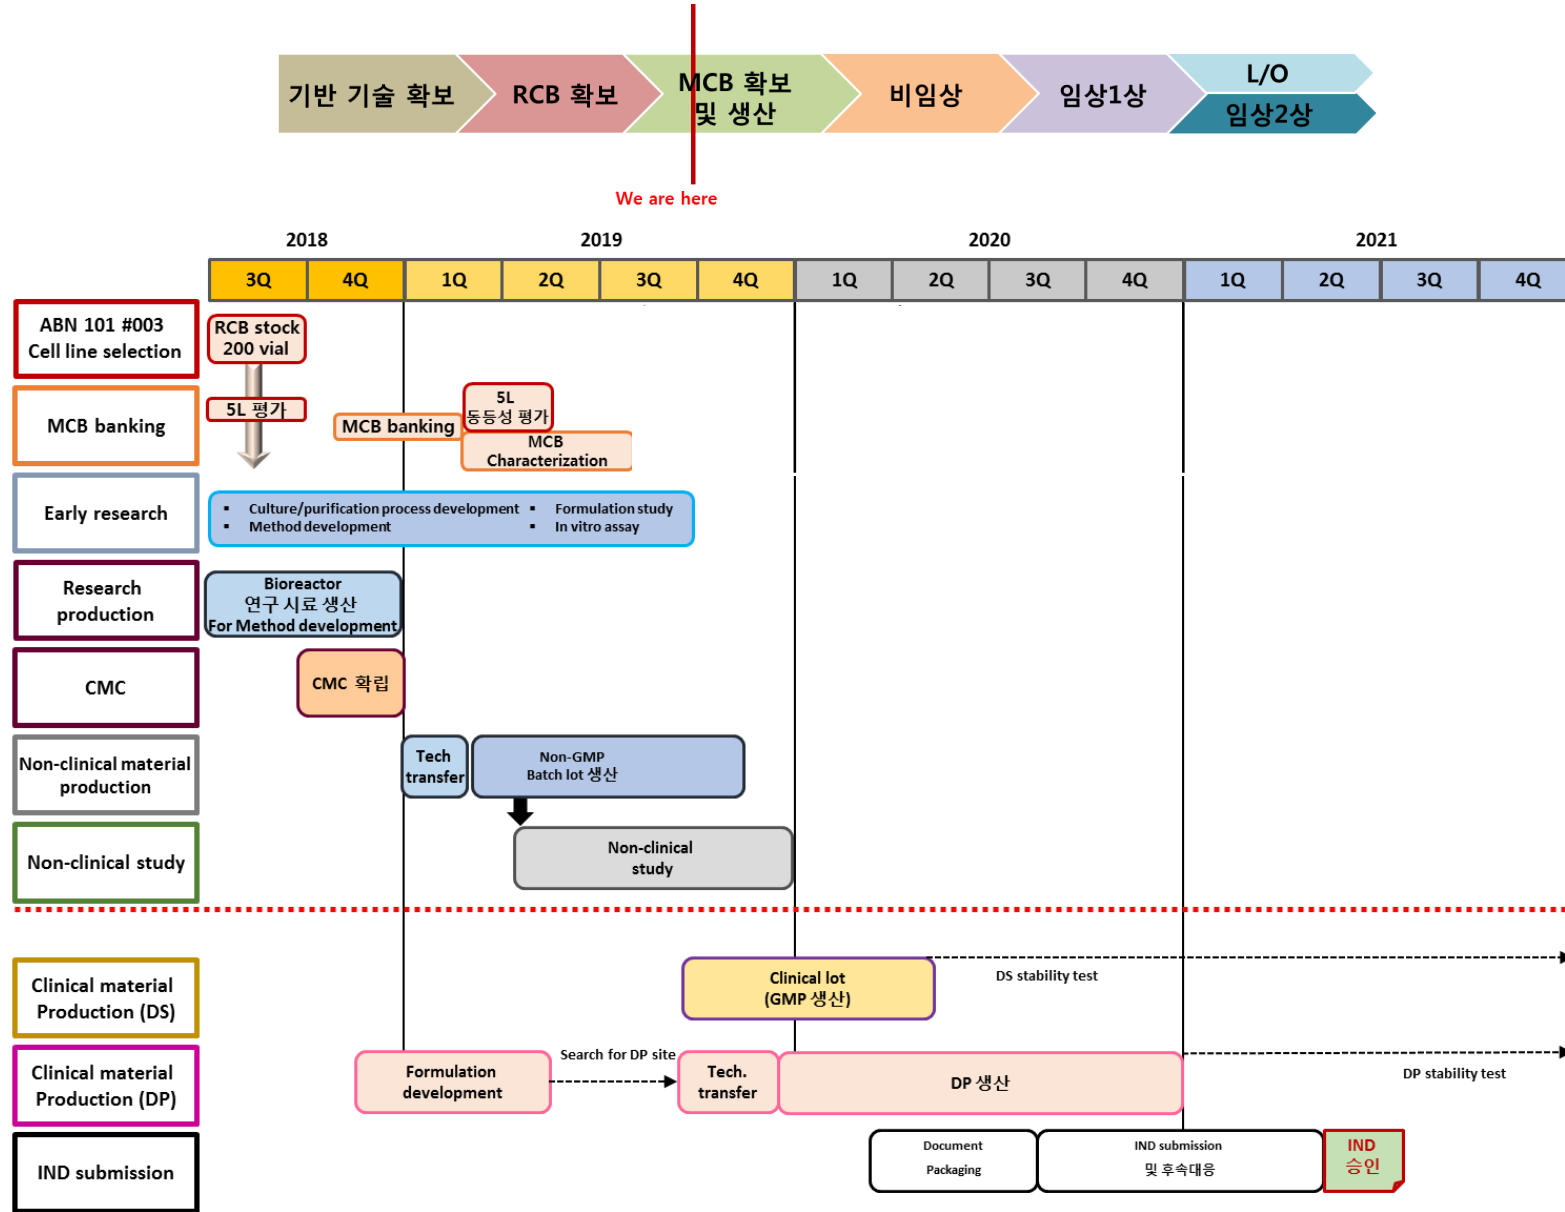 기반 기술 확보
RCB 확보
MCB 확보
및 생산
비임상
임상1상
L/O
임상2상
We are here
2018
2019
2020
2021
3Q
4Q
1Q
2Q
3Q
4Q
1Q
2Q
3Q
4Q
1Q
2Q
3Q
4Q
ABN 101 #003
Cell line selection
RCB stock
200 vial
MCB banking
5L 평가
MCB banking
5L
동등성 평가
MCB
Characterization
Early research
▪ Culture/purification process development
▪ Method development
▪ Formulation study
▪ In vitro assay
Research
production
Bioreactor
연구 시료 생산
For Method development
CMC
CMC 확립
Non-clinical material
production
Tech
transfer
Non-GMP
Batch lot 생산
Non-clinical study
Non-clinical
study
Clinical material
Production (DS)
Clinical lot
(GMP 생산)
DS stability test
Clinical material
Production (DP)
Formulation
development
Search for DP site
Tech.
transfer
DP 생산
DP stability test
IND submission
Document
Packaging
IND submission
및 후속대응
IND
승인